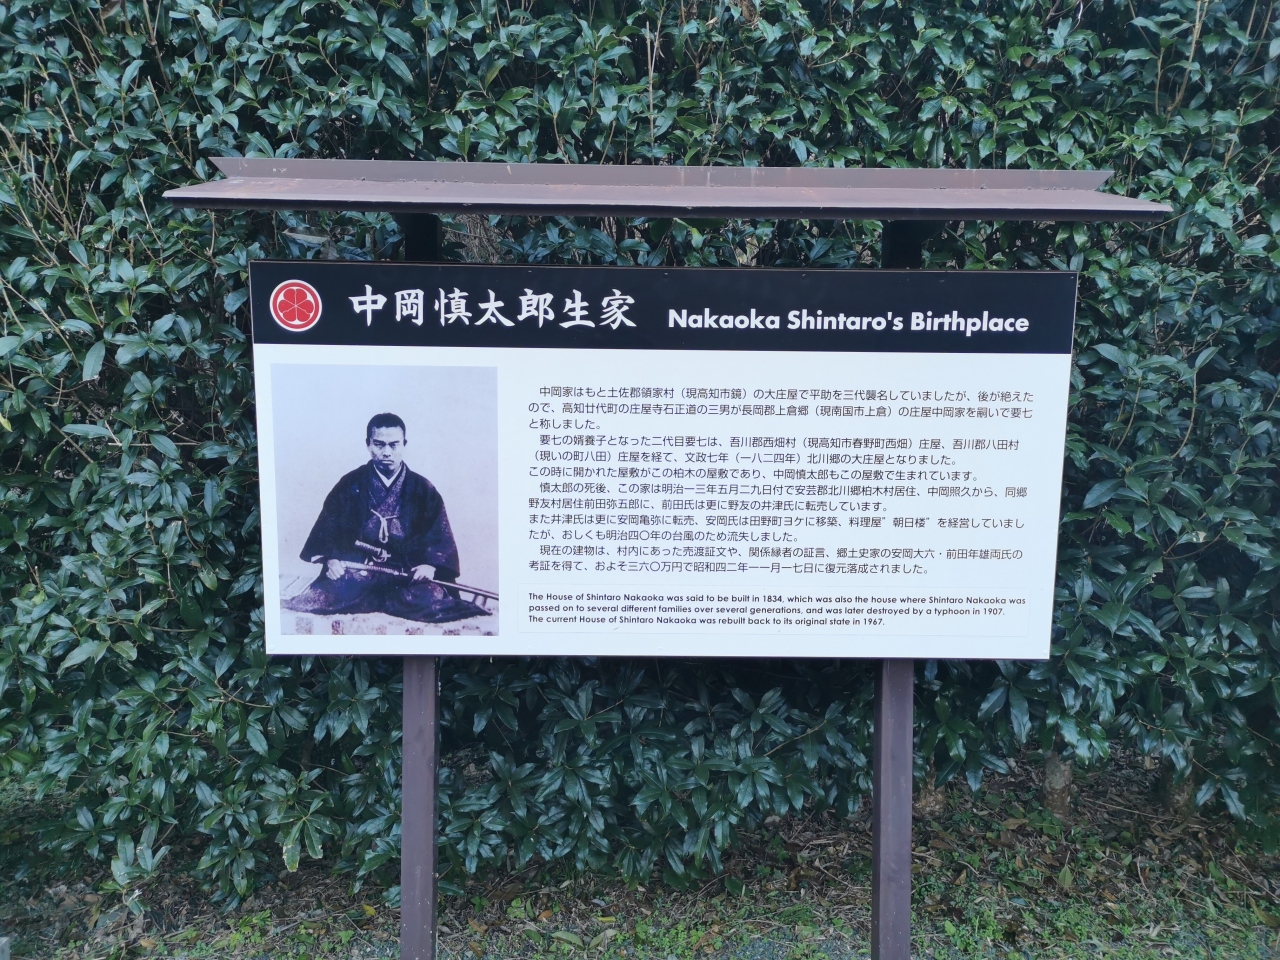 中岡慎太郎生家 Nakaoka Shintaro's Birthplace
中岡家はもと土佐郡領家村（現高知市鏡）の大庄屋で平助を三代襲名していましたが、後が絶えた
ので、高知廿代町の庄屋寺石正道の三男が長岡郡上倉郷（現南国市上倉）の庄屋中岡家を嗣いで要七
と称しました。
要七の婿養子となった二代目要七は、吾川郡西畑村（現高知市春野町西畑）庄屋、吾川郡八田村
（現いの町八田）庄屋を経て、文政七年（一八二四年）北川郷の大庄屋となりました。
この時に開かれた屋敷がこの柏木の屋敷であり、中岡慎太郎もこの屋敷で生まれています。
慎太郎の死後、この家は明治一三年五月二九日付で安芸郡北川郷柏木村居住、中岡照久から、同郷
野友村居住前田弥五郎に、前田氏は更に野友の井津氏に転売しています。
また井津氏は更に安岡亀弥に転売、安岡氏は田野町ヨケに移築、料理屋〝朝日楼〟を経営していまし
たが、おしくも明治四〇年の台風のため流失しました。
現在の建物は、村内にあった売渡証文や、関係縁者の証言、郷土史家の安岡大六・前田年雄両氏の
考証を得て、およそ三六〇万円で昭和四二年一一月一七日に復元落成されました。
The House of Shintaro Nakaoka was said to be built in 1834, which was also the house where Shintaro Nakaoka was
passed on to several different families over several generations, and was later destroyed by a typhoon in 1907.
The current House of Shintaro Nakaoka was rebuilt back to its original state in 1967.